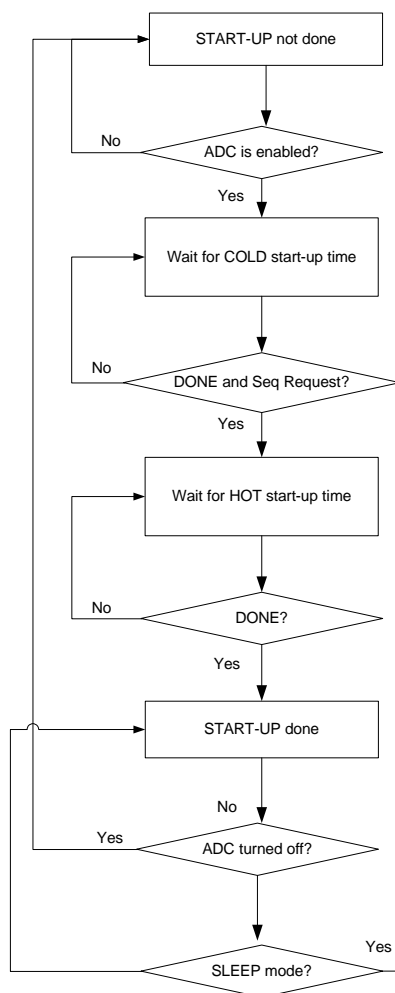 START-UP not done
No
ADC is enabled?
Yes
Wait for COLD start-up time
No
DONE and Seq Request?
Yes
Wait for HOT start-up time
No
DONE?
Yes
START-UP done
No
Yes
ADC turned off?
Yes
SLEEP mode?